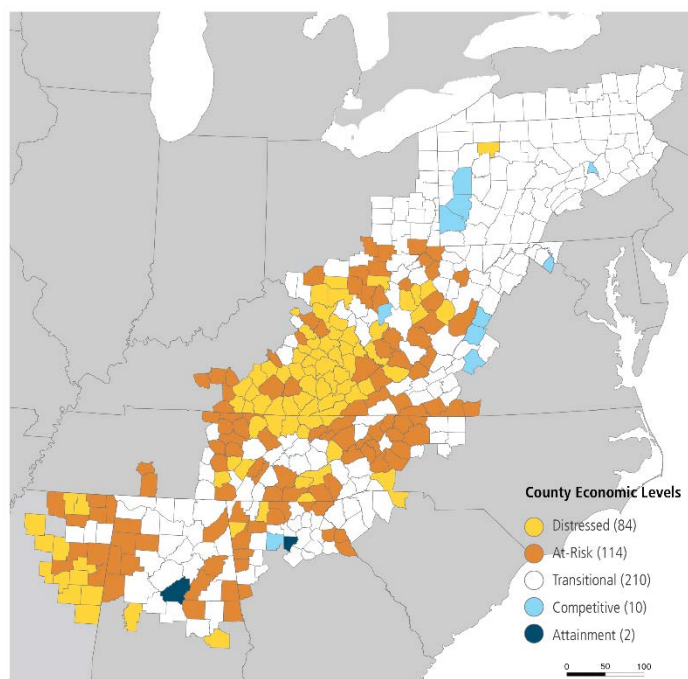 County Economic Levels
Distressed (84)
At-Risk (114)
Transitional (210)
Competitive (10)
Attainment (2)
0 50 100